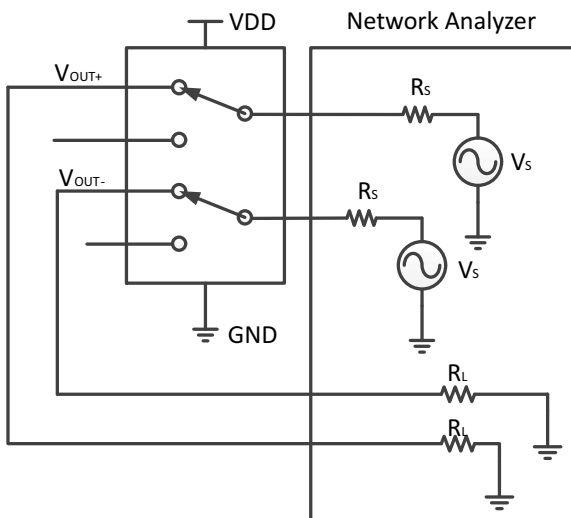 Network Analyzer
VDD
VOUT+
RS
VS
VOUT-
RS
VS
GND
RL
RL